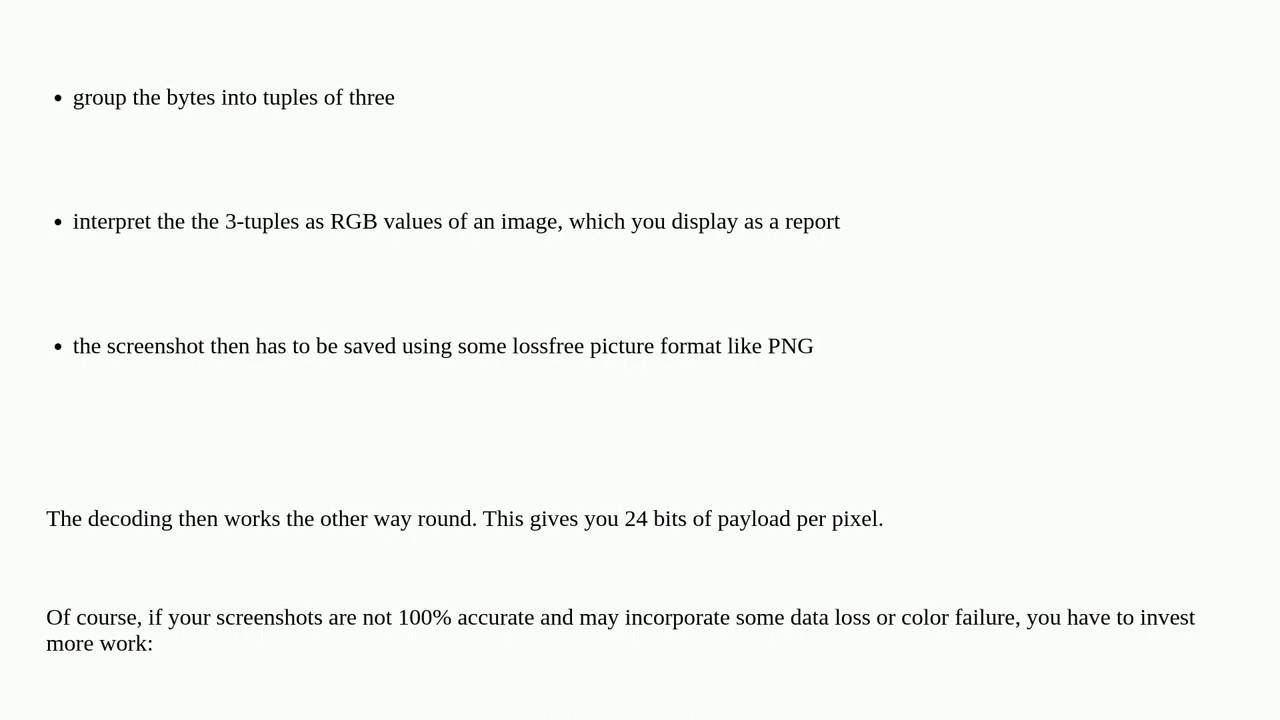 • group the bytes into tuples of three
• interpret the the 3-tuples as RGB values of an image, which you display as a report
• the screenshot then has to be saved using some lossfree picture format like PNG
The decoding then works the other way round. This gives you 24 bits of payload per pixel.
Of course, if your screenshots are not 100% accurate and may incorporate some data loss or color failure, you have to invest
more work: